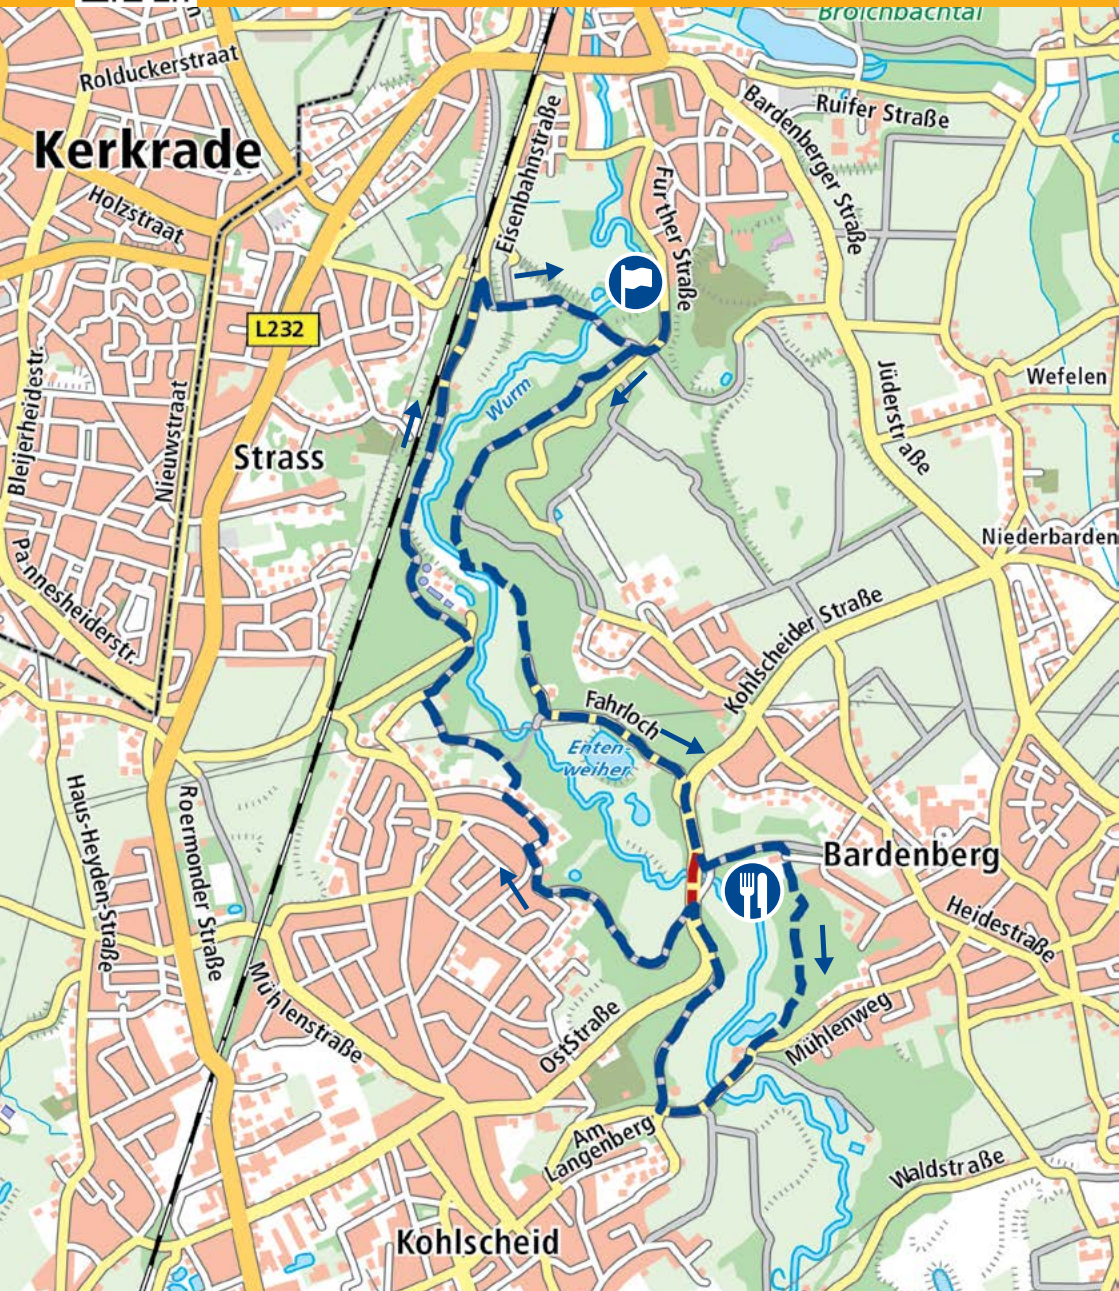 Broichbachtal
Rolduckerstraat
Kerkrade
Holzstraat
Eisenbahnstraße
Fürther Straße
Bardenberger Straße
Ruifer Straße
L232
Bleijerheidestr.
Nieuwstraat
Strass
Wurm
Jüderstraße
Wefelen
Niederbarden
Pannesheiderstr.
Kohlscheider Straße
Fahrloch
Enten-
weiher
Haus-Heyden-Straße
Roermonder Straße
Bardenberg
Heidestraße
Mühlenstraße
OstStraße
Mühlenweg
Am
Langenberg
Waldstraße
Kohlscheid